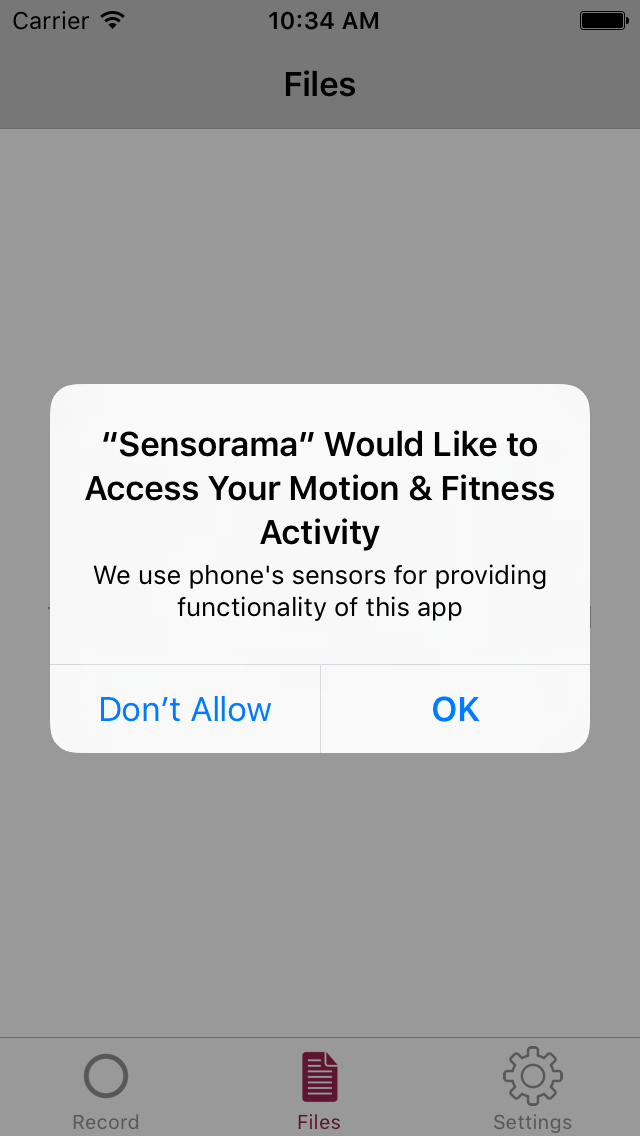 Carrier 10:34 AM
Files
“Sensorama” Would Like to
Access Your Motion & Fitness
Activity
We use phone's sensors for providing
functionality of this app
Don’t Allow OK
Record Files Settings